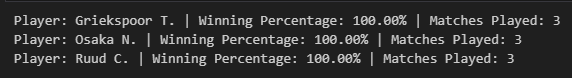 Player: Griekspoor T. | Winning Percentage: 100.00% | Matches Played: 3
Player: Osaka N. | Winning Percentage: 100.00% | Matches Played: 3
Player: Ruud C. | Winning Percentage: 100.00% | Matches Played: 3